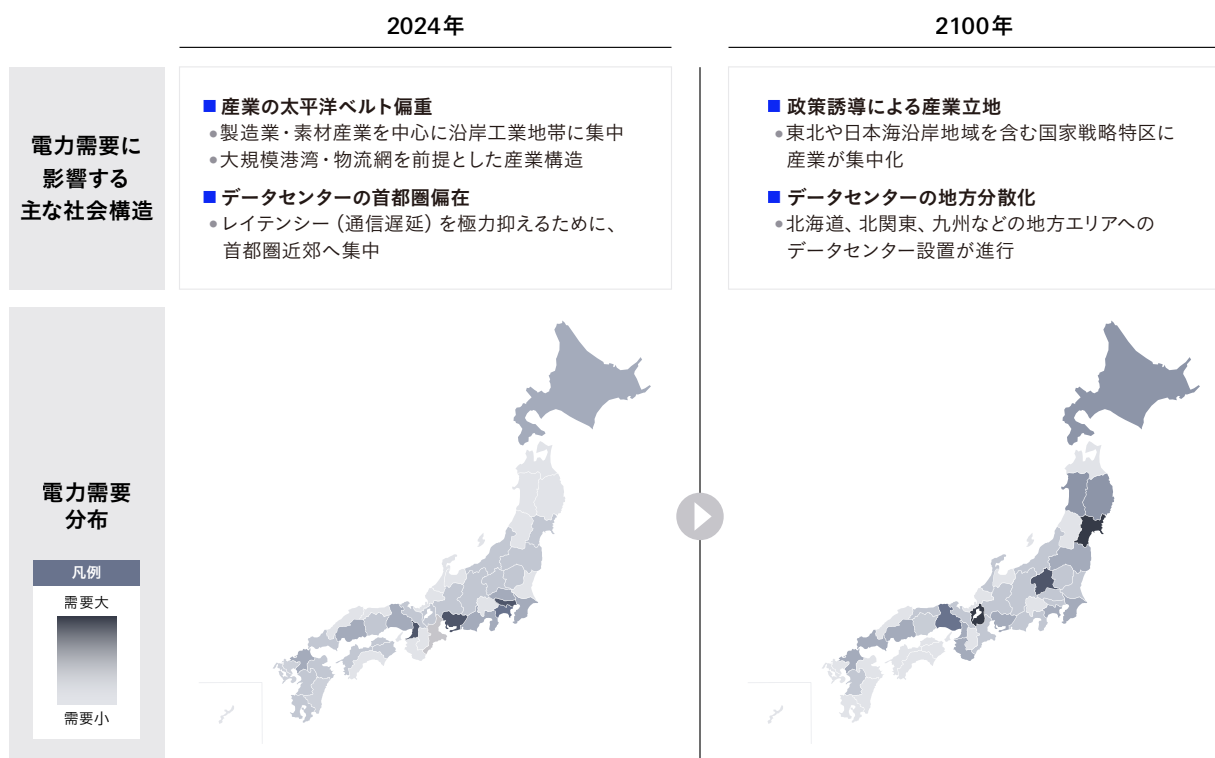 2024年
2100年
電力需要に
影響する
主な社会構造
■ 産業の太平洋ベルト偏重
●製造業・素材産業を中心に沿岸工業地帯に集中
●大規模港湾・物流網を前提とした産業構造
■ データセンターの首都圏偏在
●レイテンシー（通信遅延）を極力抑えるために、
首都圏近郊へ集中
■ 政策誘導による産業立地
●東北や日本海沿岸地域を含む国家戦略特区に
産業が集中化
■ データセンターの地方分散化
●北海道、北関東、九州などの地方エリアへの
データセンター設置が進行
電力需要
分布
凡例
需要大
需要小